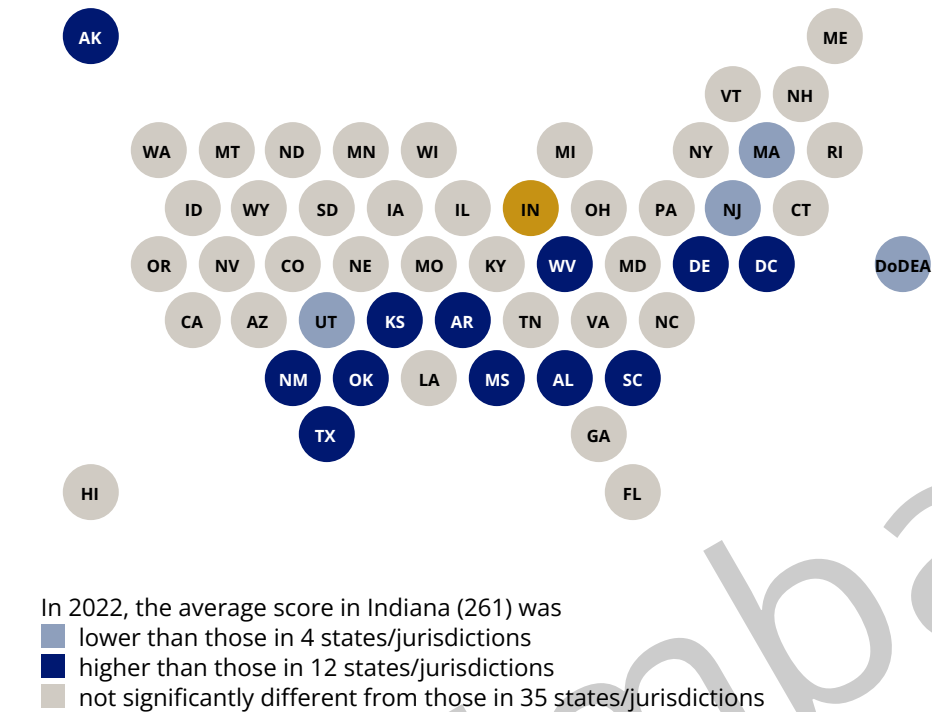 AK ME
VT NH
WA MT ND MN WI MI NY MA RI
ID WY SD IA IL IN OH PA NJ CT
OR NV CO NE MO KY WV MD DE DC DoDEA
CA AZ UT KS AR TN VA NC
NM OK LA MS AL SC
TX GA
HI FL
In 2022, the average score in Indiana (261) was
lower than those in 4 states/jurisdictions
higher than those in 12 states/jurisdictions
not significantly different from those in 35 states/jurisdictions